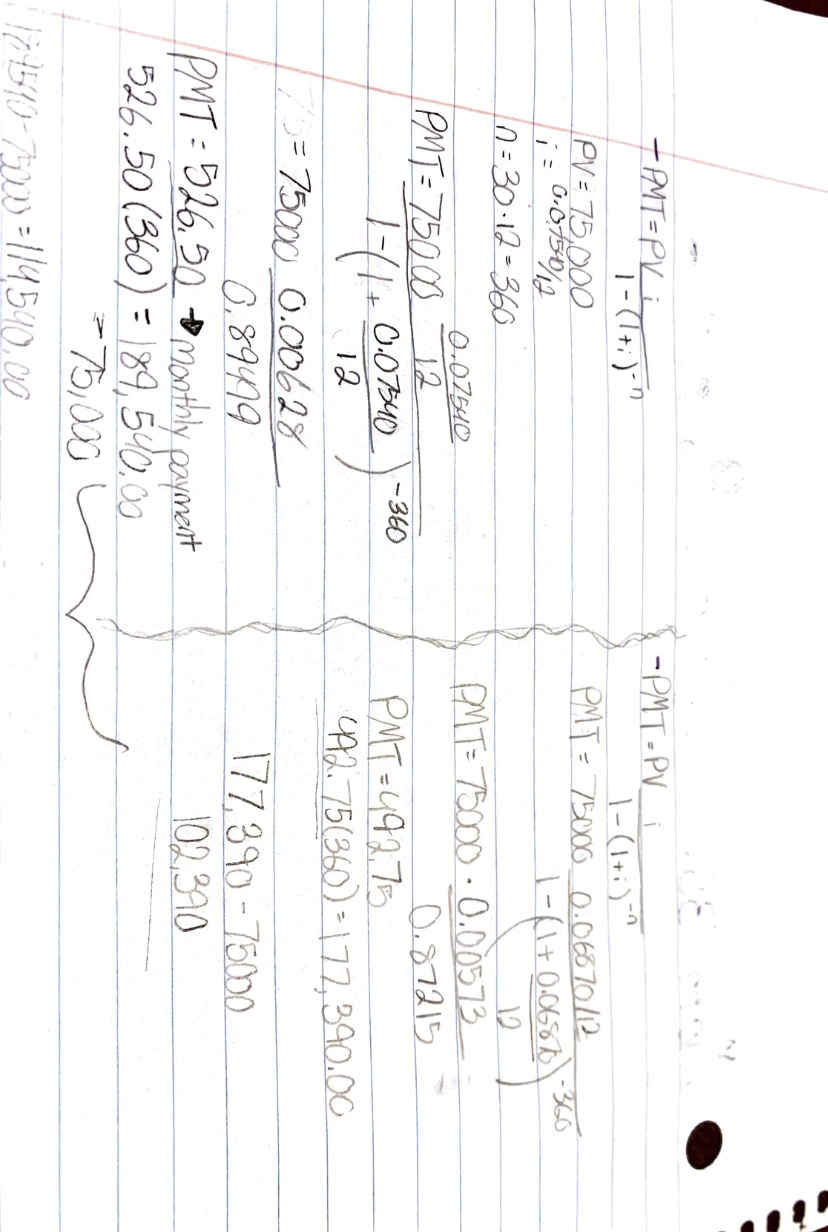 - PMT = PV i
1-(1+i)^-n
PV = 75,000
i = 0.07540/12
n = 30·12 = 360
PMT = 75000 0.07540
12
1-(1 + 0.07540
12 )^-360
75 = 75000 0.00628
0.89479
PMT = 526.50 → monthly payment
526.50 (360) = 189,540.00
- 75,000
189540 - 75000 = 114,540.00
- PMT = PV i
1-(1+i)^-n
PMT = 75000 0.06870/12
1-(1 + 0.06870
12 )^-360
PMT = 75000 · 0.00573
0.87215
PMT = 492.75
492.75(360) = 177,390.00
177,390 - 75000
102,390